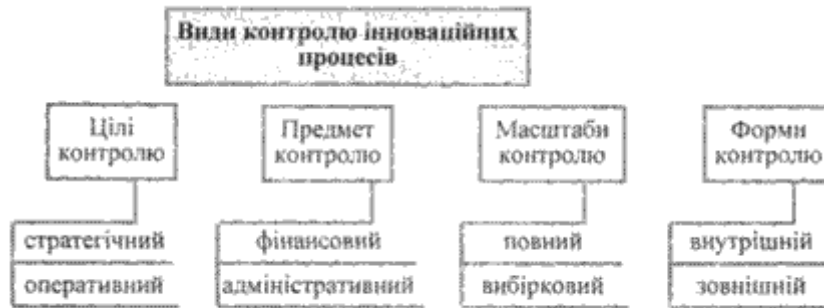 Види контролю інноваційних
процесів
Цілі
контролю
Предмет
контролю
Масштаби
контролю
Форми
контролю
стратегічний
оперативний
фінансовий
адміністративний
повний
вибірковий
внутрішній
зовнішній